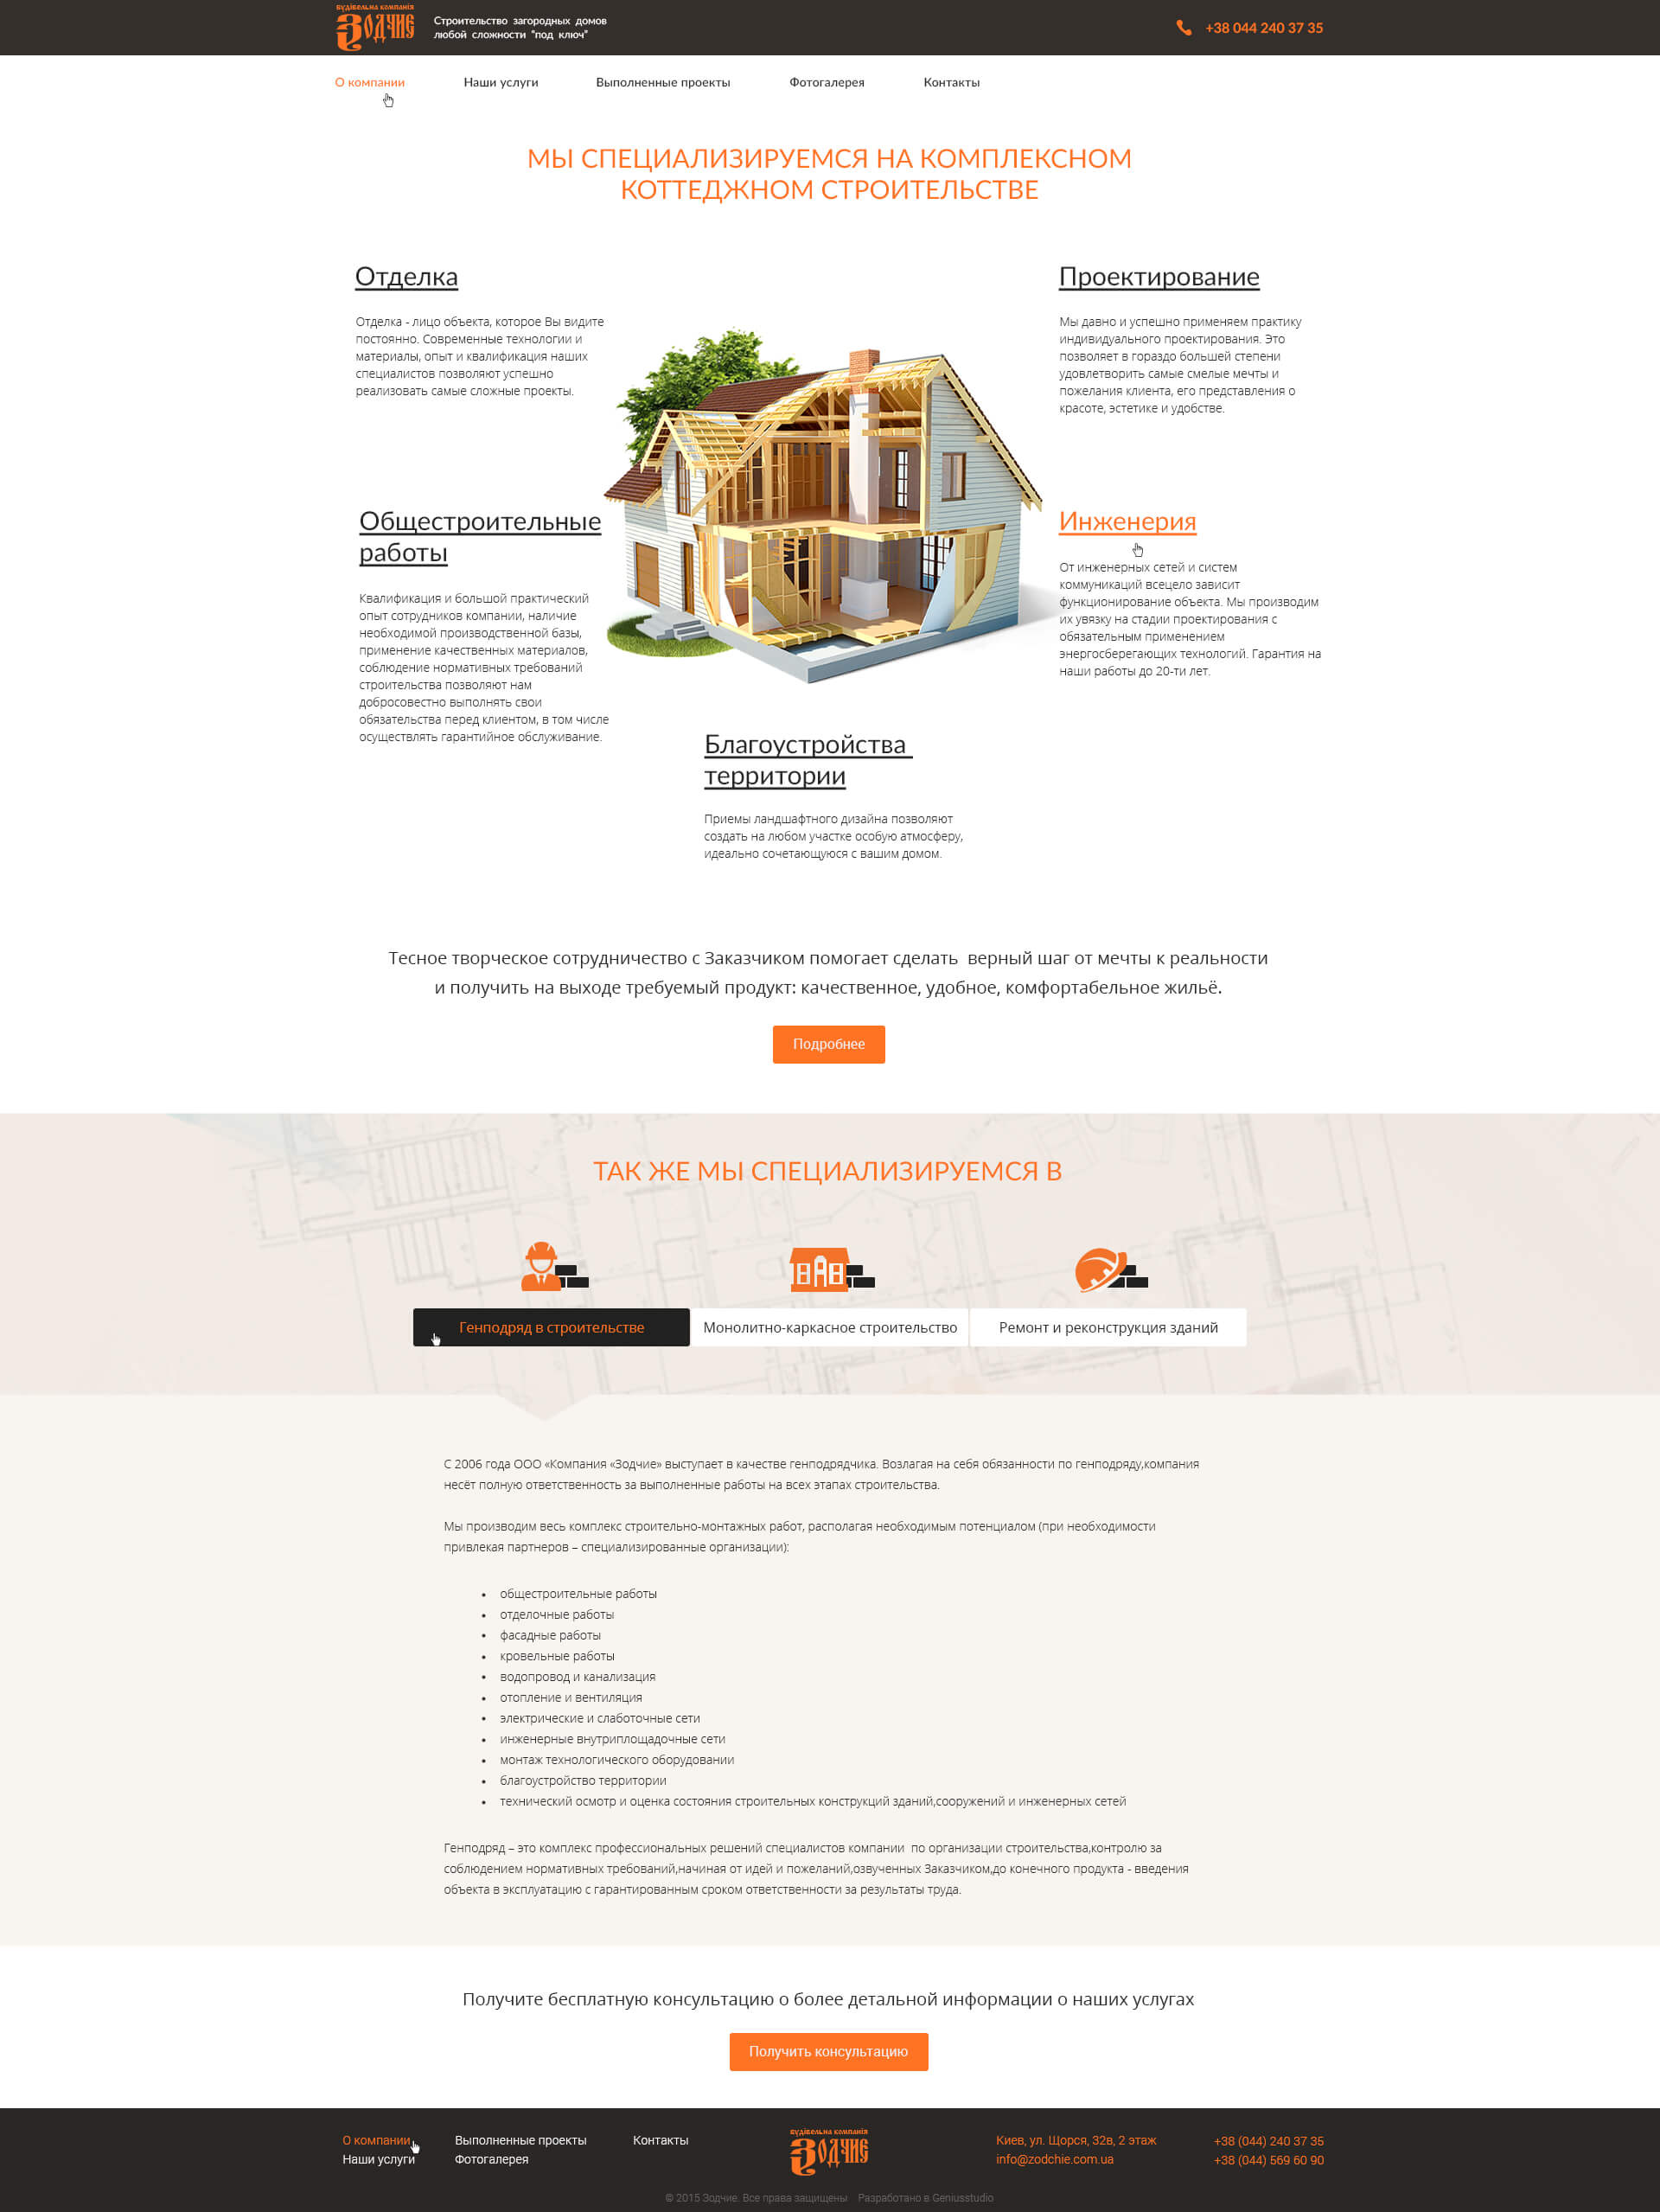 будівельна компанія
Зодчие
Строительство загородных домов
любой сложности "под ключ"
+38 044 240 37 35
О компании
Наши услуги
Выполненные проекты
Фотогалерея
Контакты
МЫ СПЕЦИАЛИЗИРУЕМСЯ НА КОМПЛЕКСНОМ
КОТТЕДЖНОМ СТРОИТЕЛЬСТВЕ
Отделка
Отделка - лицо объекта, которое Вы видите
постоянно. Современные технологии и
материалы, опыт и квалификация наших
специалистов позволяют успешно
реализовать самые сложные проекты.
Проектирование
Мы давно и успешно применяем практику
индивидуального проектирования. Это
позволяет в гораздо большей степени
удовлетворить самые смелые мечты и
пожелания клиента, его представления о
красоте, эстетике и удобстве.
Общестроительные
работы
Квалификация и большой практический
опыт сотрудников компании, наличие
необходимой производственной базы,
применение качественных материалов,
соблюдение нормативных требований
строительства позволяют нам
добросовестно выполнять свои
обязательства перед клиентом, в том числе
осуществлять гарантийное обслуживание.
Инженерия
От инженерных сетей и систем
коммуникаций всецело зависит
функционирование объекта. Мы производим
их увязку на стадии проектирования с
обязательным применением
энергосберегающих технологий. Гарантия на
наши работы до 20-ти лет.
Благоустройства
территории
Приемы ландшафтного дизайна позволяют
создать на любом участке особую атмосферу,
идеально сочетающуюся с вашим домом.
Тесное творческое сотрудничество с Заказчиком помогает сделать  верный шаг от мечты к реальности
и получить на выходе требуемый продукт: качественное, удобное, комфортабельное жильё.
Подробнее
ТАК ЖЕ МЫ СПЕЦИАЛИЗИРУЕМСЯ В
Генподряд в строительстве
Монолитно-каркасное строительство
Ремонт и реконструкция зданий
С 2006 года ООО «Компания «Зодчие» выступает в качестве генподрядчика. Возлагая на себя обязанности по генподряду,компания
несёт полную ответственность за выполненные работы на всех этапах строительства.
Мы производим весь комплекс строительно-монтажных работ, располагая необходимым потенциалом (при необходимости
привлекая партнеров – специализированные организации):
• общестроительные работы
• отделочные работы
• фасадные работы
• кровельные работы
• водопровод и канализация
• отопление и вентиляция
• электрические и слаботочные сети
• инженерные внутриплощадочные сети
• монтаж технологического оборудовании
• благоустройство территории
• технический осмотр и оценка состояния строительных конструкций зданий,сооружений и инженерных сетей
Генподряд – это комплекс профессиональных решений специалистов компании  по организации строительства,контролю за
соблюдением нормативных требований,начиная от идей и пожеланий,озвученных Заказчиком,до конечного продукта - введения
объекта в эксплуатацию с гарантированным сроком ответственности за результаты труда.
Получите бесплатную консультацию о более детальной информации о наших услугах
Получить консультацию
О компании
Наши услуги
Выполненные проекты
Фотогалерея
Контакты
будівельна компанія
Зодчие
Киев, ул. Щорся, 32в, 2 этаж
info@zodchie.com.ua
+38 (044) 240 37 35
+38 (044) 569 60 90
© 2015 Зодчие. Все права защищены   Разработано в Geniusstudio